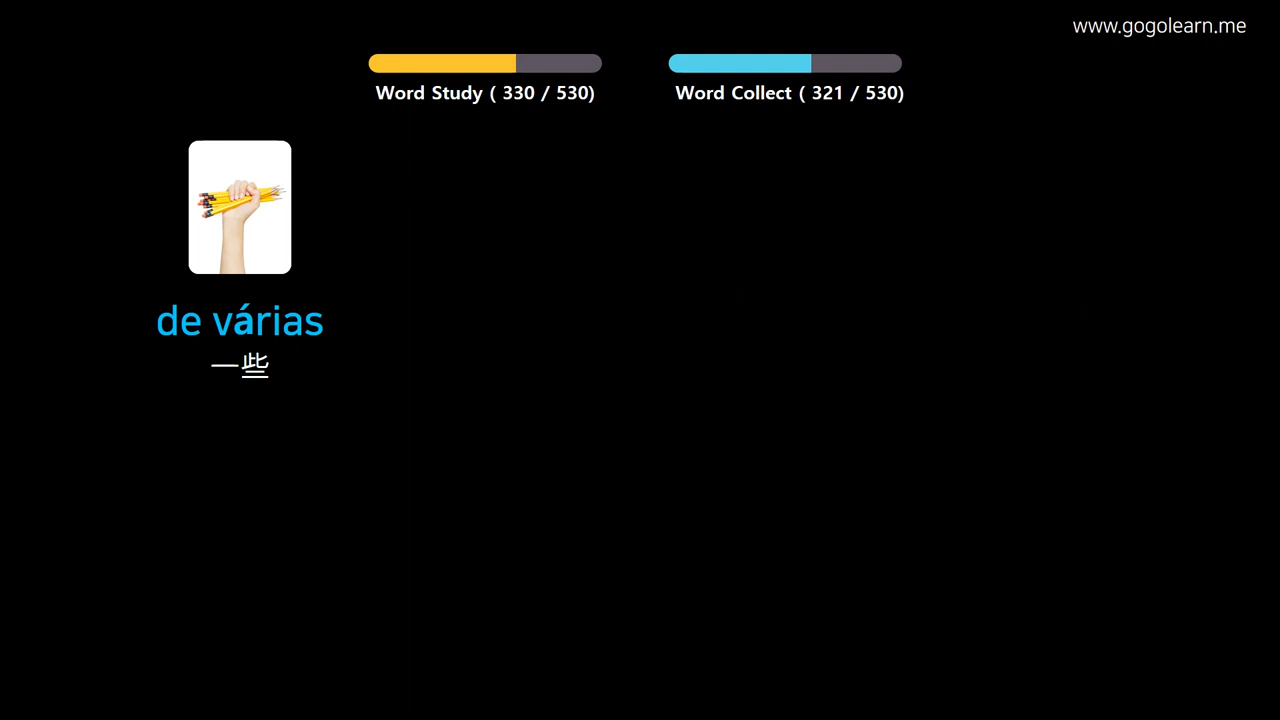 www.gogolearn.me
Word Study ( 330 / 530)
Word Collect ( 321 / 530)
de várias
一些